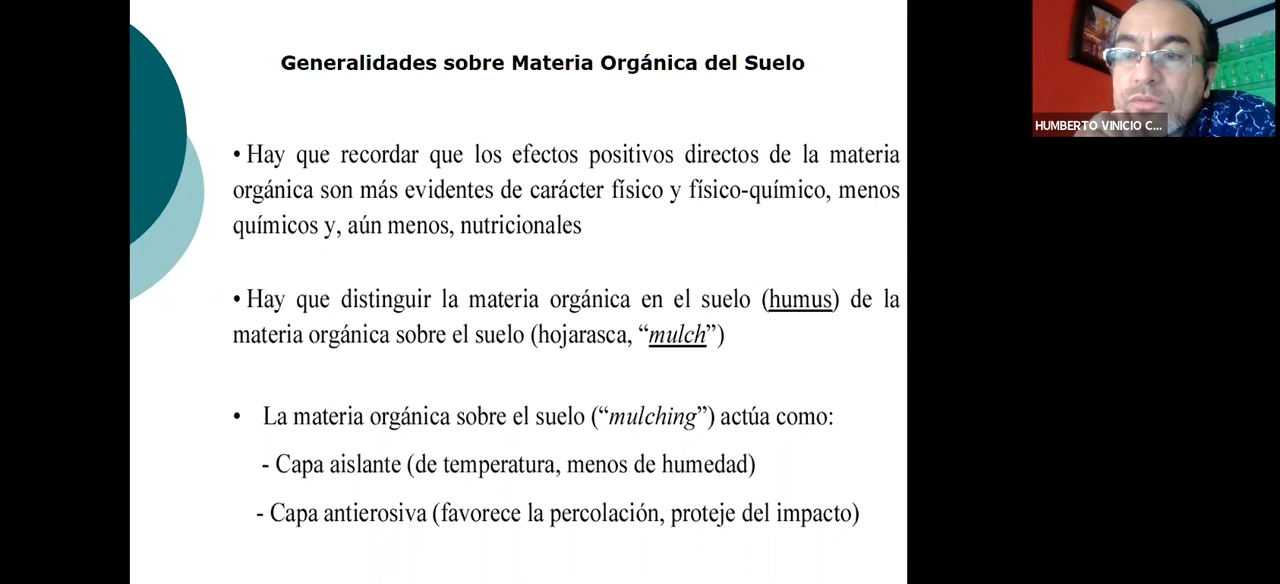 Generalidades sobre Materia Orgánica del Suelo
HUMBERTO VINICIO C...
• Hay que recordar que los efectos positivos directos de la materia
orgánica son más evidentes de carácter físico y físico-químico, menos
químicos y, aún menos, nutricionales
• Hay que distinguir la materia orgánica en el suelo (humus) de la
materia orgánica sobre el suelo (hojarasca, “mulch”)
• La materia orgánica sobre el suelo (“mulching”) actúa como:
- Capa aislante (de temperatura, menos de humedad)
- Capa antierosiva (favorece la percolación, proteje del impacto)